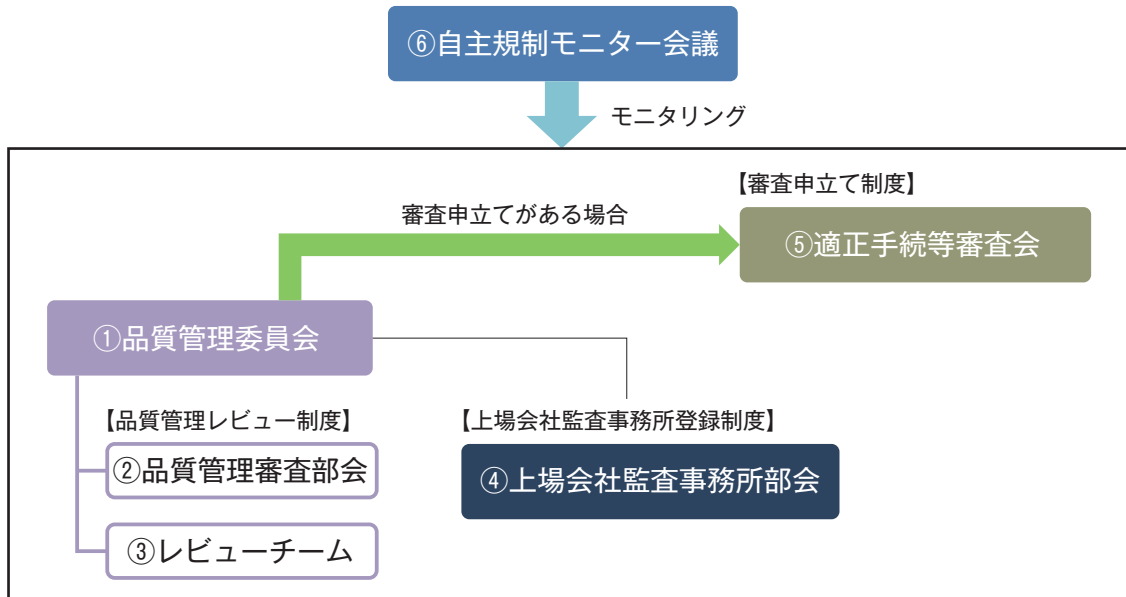 ⑥自主規制モニター会議
モニタリング
【審査申立て制度】
審査申立てがある場合
⑤適正手続等審査会
①品質管理委員会
【品質管理レビュー制度】
【上場会社監査事務所登録制度】
②品質管理審査部会
④上場会社監査事務所部会
③レビューチーム